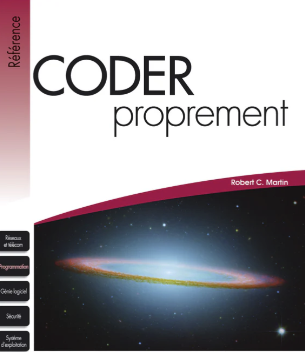 Référence
CODER
proprement
Robert C. Martin
Réseaux
et télécom
Programmation
Génie logiciel
Sécurité
Système
d'exploitation